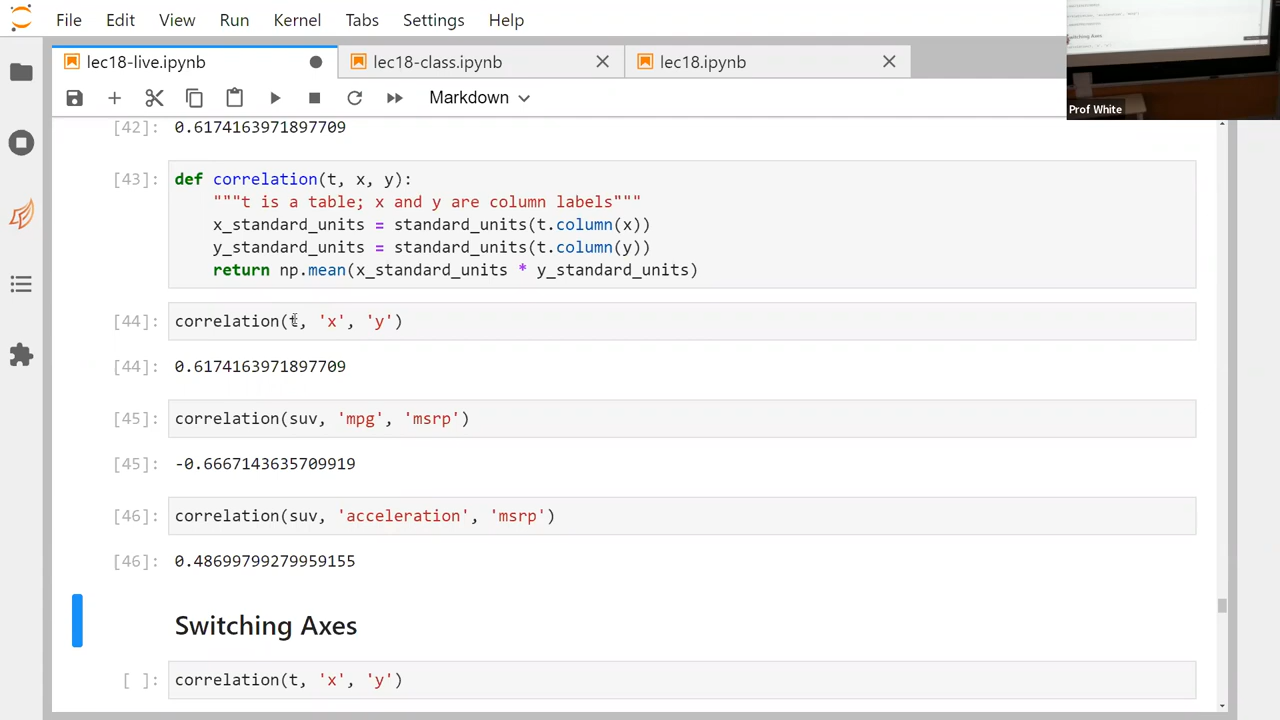 File Edit View Run Kernel Tabs Settings Help
lec18-live.ipynb
lec18-class.ipynb
lec18.ipynb
Markdown
Prof White
[42]: 0.6174163971897709
[43]: def correlation(t, x, y):
"""t is a table; x and y are column labels"""
x_standard_units = standard_units(t.column(x))
y_standard_units = standard_units(t.column(y))
return np.mean(x_standard_units * y_standard_units)
[44]: correlation(t, 'x', 'y')
[44]: 0.6174163971897709
[45]: correlation(suv, 'mpg', 'msrp')
[45]: -0.6667143635709919
[46]: correlation(suv, 'acceleration', 'msrp')
[46]: 0.48699799279959155
Switching Axes
[ ]: correlation(t, 'x', 'y')